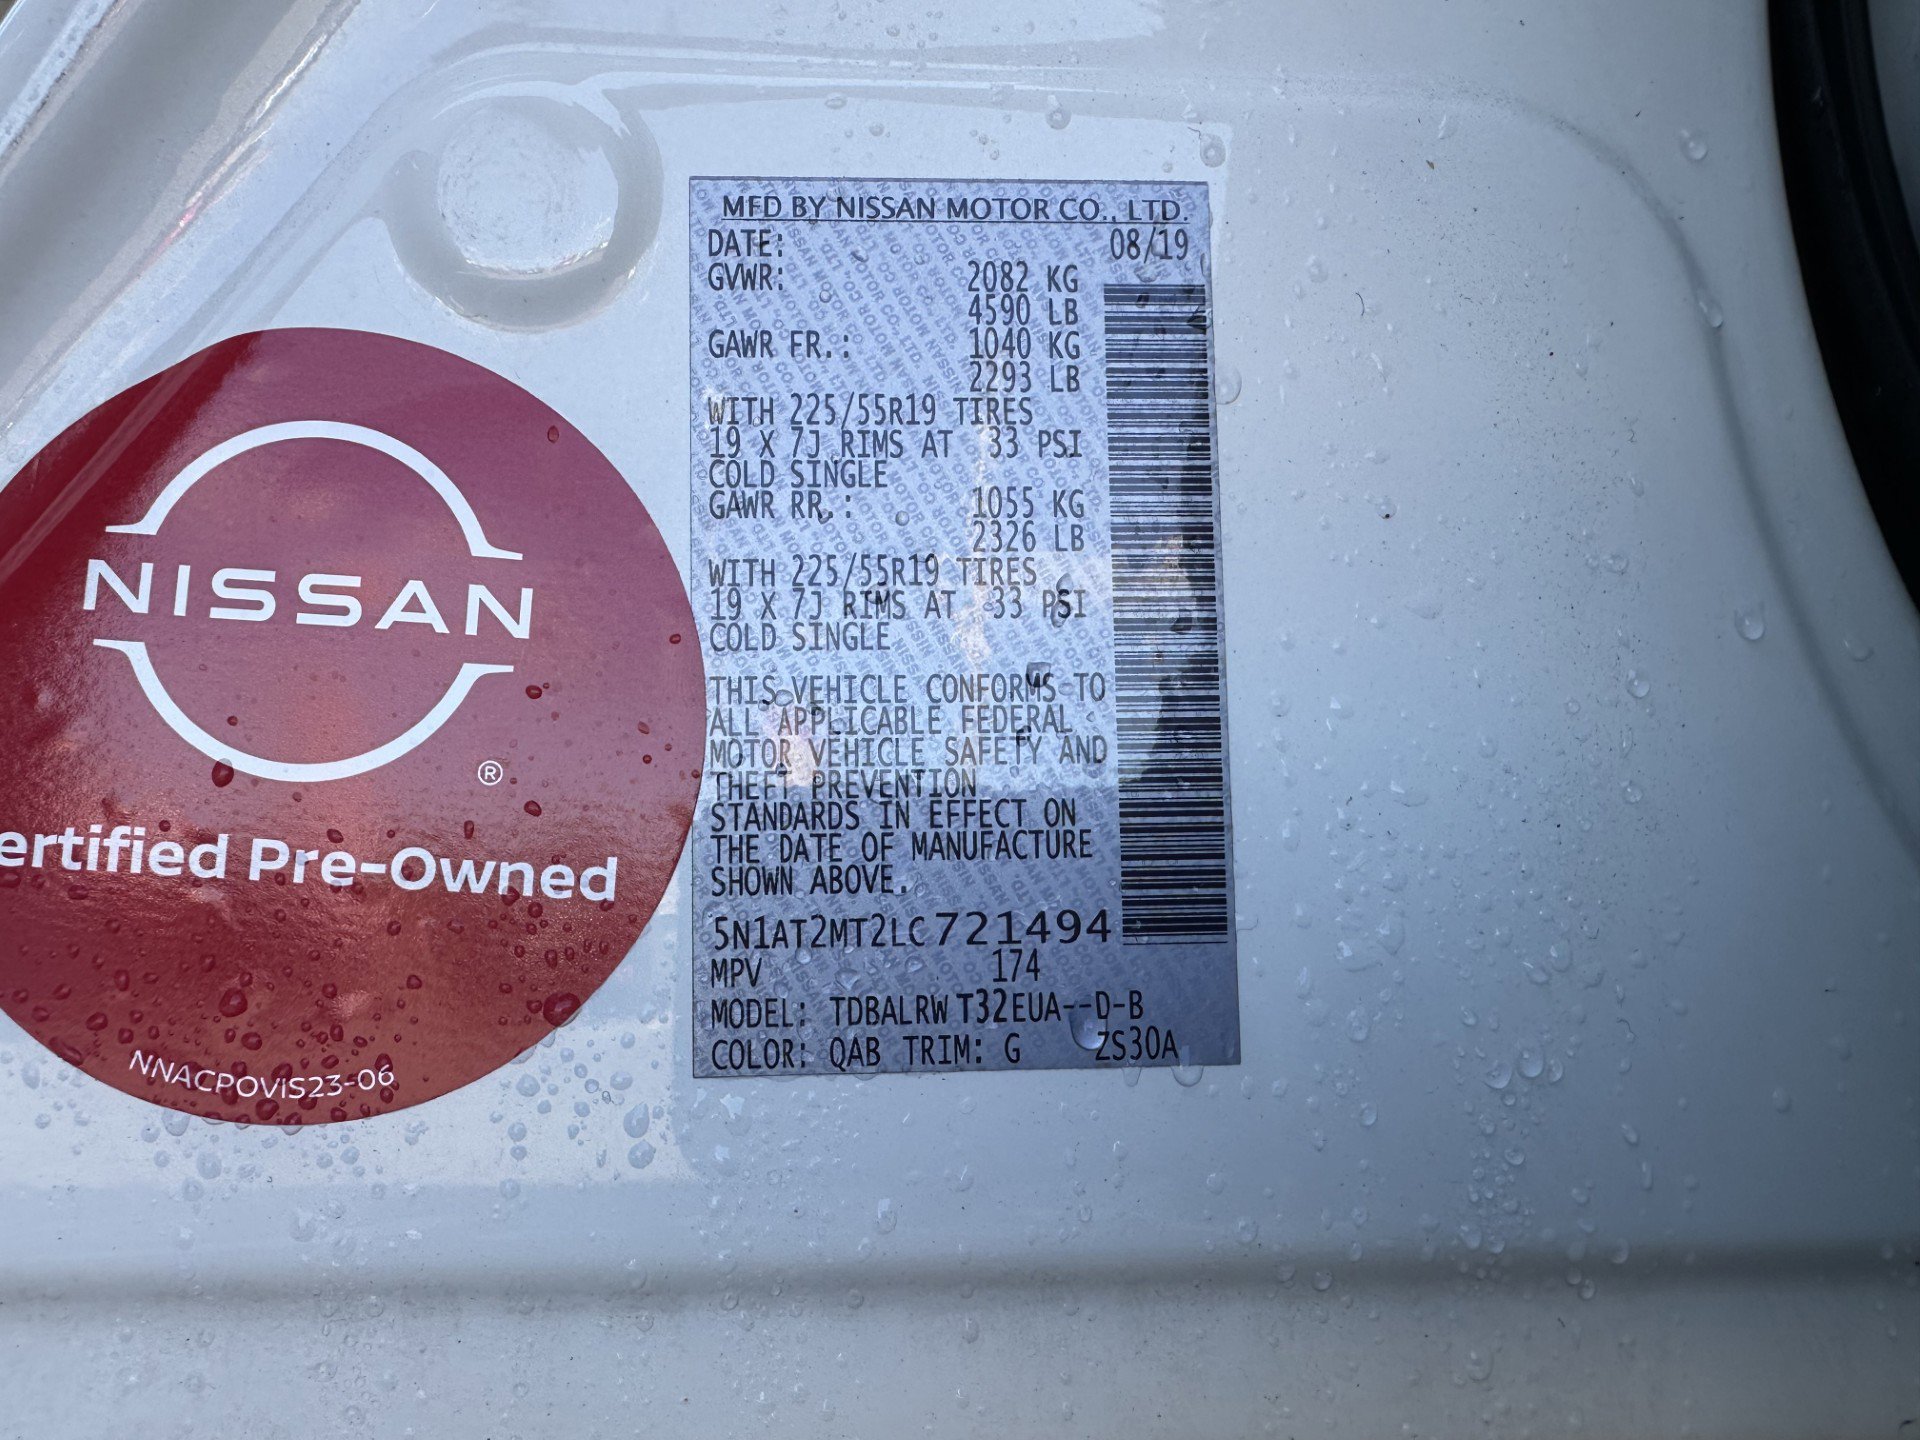 MFD BY NISSAN MOTOR CO., LTD.
DATE: 08/19
GVWR: 2082 KG
4590 LB
GAWR FR.: 1040 KG
2293 LB
WITH 225/55R19 TIRES
19 X 7J RIMS AT 33 PSI
COLD SINGLE
GAWR RR.: 1055 KG
2326 LB
WITH 225/55R19 TIRES
19 X 7J RIMS AT 33 PSI
COLD SINGLE
THIS VEHICLE CONFORMS TO
ALL APPLICABLE FEDERAL
MOTOR VEHICLE SAFETY AND
THEFT PREVENTION
STANDARDS IN EFFECT ON
THE DATE OF MANUFACTURE
SHOWN ABOVE.
5N1AT2MT2LC721494
MPV 174
MODEL: TDBALRW T32EUA--D-B
COLOR: QAB TRIM: G ZS30A
NISSAN
®
ertified Pre-Owned
NNACPOVIS23-06